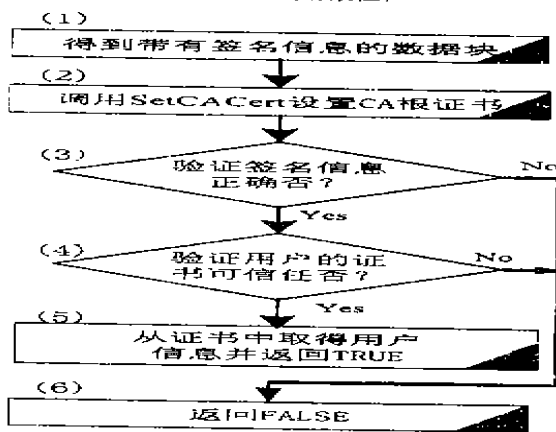 (1)
得到带有签名信息的数据块
(2)
调用SetCACert设置CA根证书
(3)
验证签名信息
正确否?
No
Yes
(4)
验证用户的证
书可信任否?
No
Yes
(5)
从证书中取得用户
信息并返回TRUE
(6)
返回FALSE